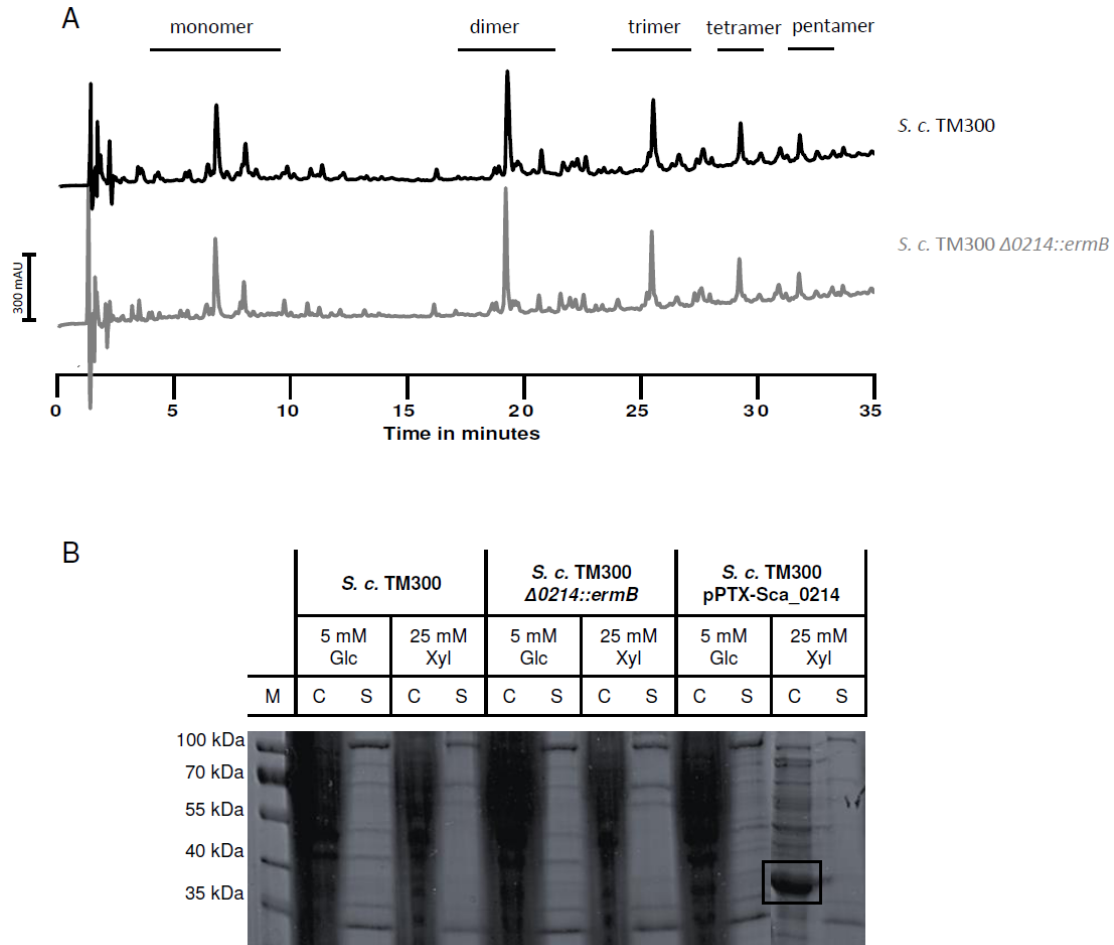 A
monomer dimer trimer tetramer pentamer
S. c. TM300
S. c. TM300 Δ0214::ermB
300 mAU
0 5 10 15 20 25 30 35
Time in minutes
B
S. c. TM300
S. c. TM300
Δ0214::ermB
S. c. TM300
pPTX-Sca_0214
5 mM
Glc
25 mM
Xyl
5 mM
Glc
25 mM
Xyl
5 mM
Glc
25 mM
Xyl
M C S C S C S C S C S C S
100 kDa
70 kDa
55 kDa
40 kDa
35 kDa